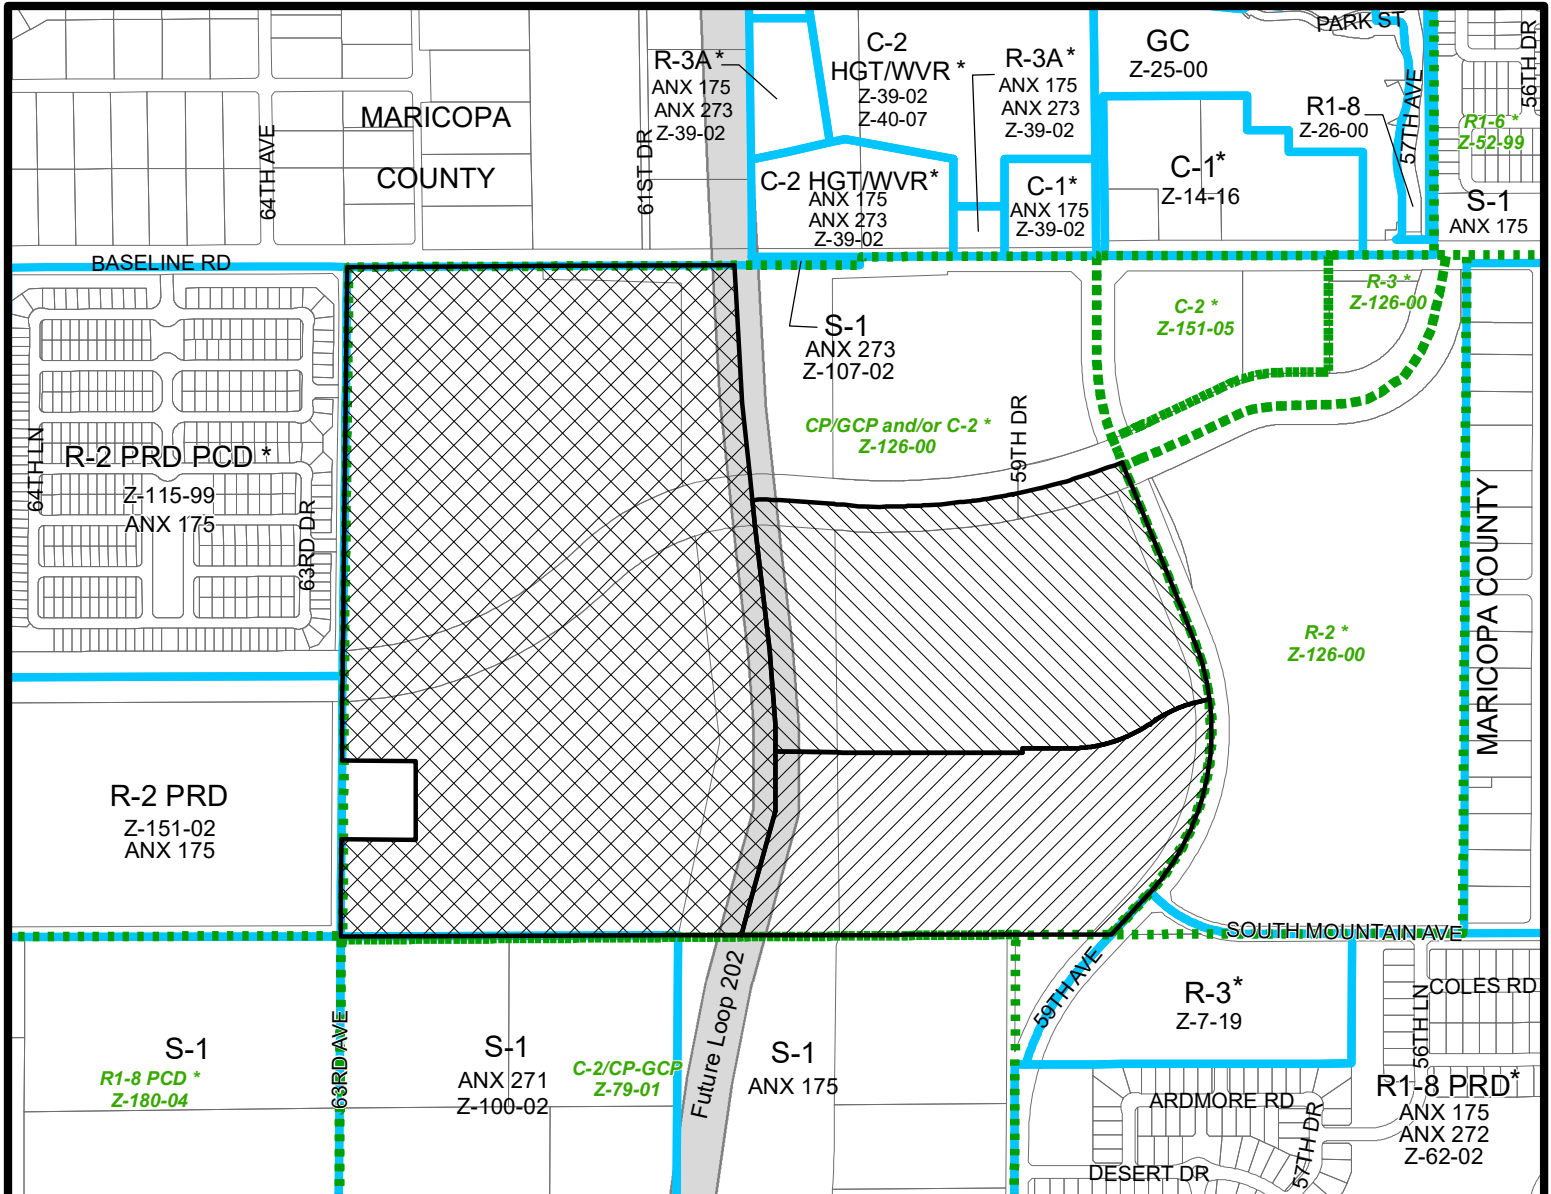 PARK ST
56TH DR
C-2
HGT/WVR *
Z-39-02
Z-40-07
GC
Z-25-00
R-3A *
ANX 175
ANX 273
Z-39-02
R-3A *
ANX 175
ANX 273
Z-39-02
57TH AVE
R1-8
Z-26-00
R1-6 *
Z-52-99
MARICOPA
COUNTY
64TH AVE
61ST DR
C-2 HGT/WVR*
ANX 175
ANX 273
Z-39-02
C-1*
ANX 175
Z-39-02
C-1*
Z-14-16
S-1
ANX 175
BASELINE RD
S-1
ANX 273
Z-107-02
C-2 *
Z-151-05
R-3 *
Z-126-00
CP/GCP and/or C-2 *
Z-126-00
59TH DR
64TH LN
R-2 PRD PCD *
Z-115-99
ANX 175
63RD DR
MARICOPA COUNTY
R-2 *
Z-126-00
R-2 PRD
Z-151-02
ANX 175
SOUTH MOUNTAIN AVE
59TH AVE
Future Loop 202
R-3*
Z-7-19
COLES RD
56TH LN
S-1
R1-8 PCD *
Z-180-04
63RD AVE
S-1
ANX 271
Z-100-02
C-2/CP-GCP
Z-79-01
S-1
ANX 175
R1-8 PRD*
ANX 175
ANX 272
Z-62-02
ARDMORE RD
57TH DR
DESERT DR